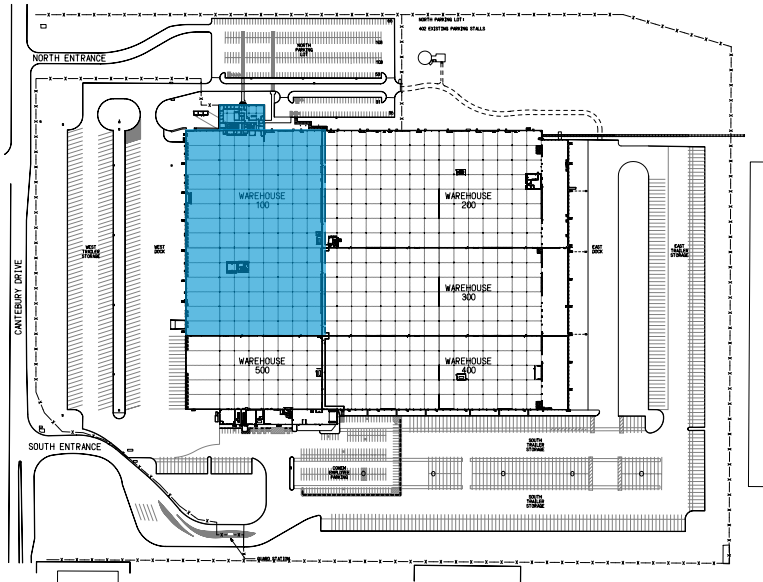 NORTH PARKING LOT:
402 EXISTING PARKING STALLS
NORTH ENTRANCE
NORTH
PARKING
LOT
WAREHOUSE
100
WAREHOUSE
200
WEST
TRAILER
STORAGE
WEST
DOCK
EAST
DOCK
EAST
TRAILER
STORAGE
CANTEBURY DRIVE
WAREHOUSE
300
WAREHOUSE
500
WAREHOUSE
400
SOUTH ENTRANCE
SOUTH
TRAILER
STORAGE
EMPLOYEE
PARKING
SOUTH
TRAILER
STORAGE
GUARD STATION